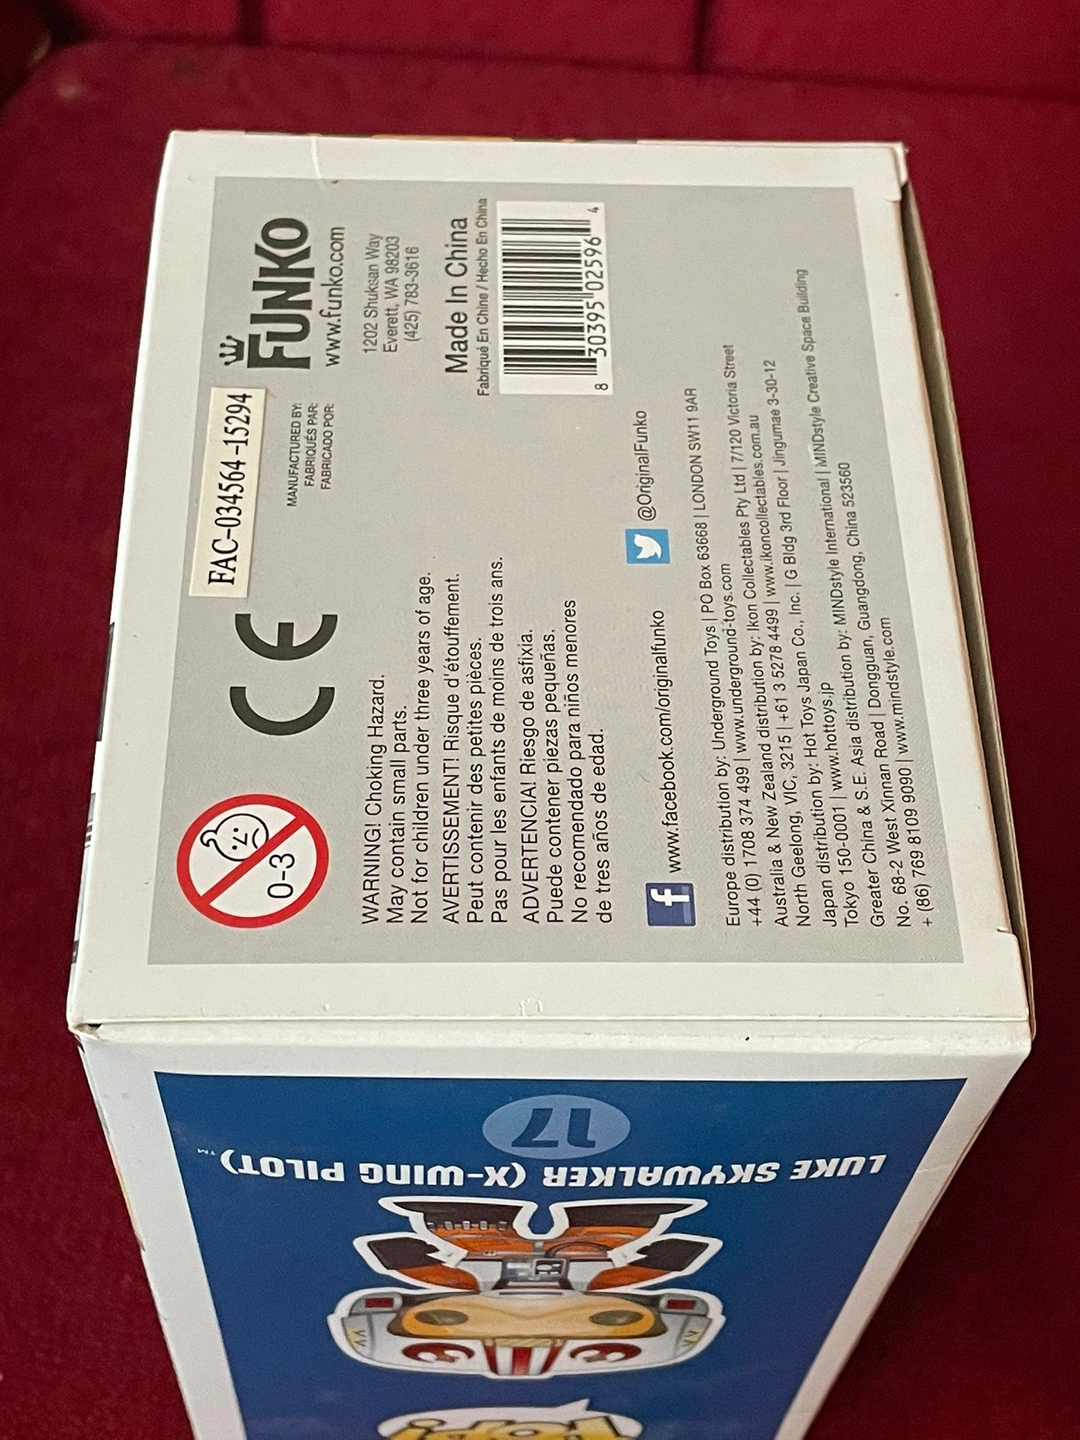 0-3
CE
FAC-034564-15294
MANUFACTURED BY:
FABRIQUÉS PAR:
FABRICADO POR:
FUNKO
www.funko.com
1202 Shuksan Way
Everett, WA 98203
(425) 783-3616
Made In China
Fabriqué En Chine / Hecho En China
8 30395 02596 4
WARNING! Choking Hazard.
May contain small parts.
Not for children under three years of age.
AVERTISSEMENT! Risque d'étouffement.
Peut contenir des petites pièces.
Pas pour les enfants de moins de trois ans.
ADVERTENCIA! Riesgo de asfixia.
Puede contener piezas pequeñas.
No recomendado para niños menores
de tres años de edad.
f www.facebook.com/originalfunko
@OriginalFunko
Europe distribution by: Underground Toys | PO Box 63668 | LONDON SW11 9AR
+44 (0) 1708 374 499 | www.underground-toys.com
Australia & New Zealand distribution by: Ikon Collectables Pty Ltd | 7/120 Victoria Street
North Geelong, VIC, 3215 | +61 3 5278 4499 | www.ikoncollectables.com.au
Japan distribution by: Hot Toys Japan Co., Inc. | G Bldg 3rd Floor | Jingumae 3-30-12
Tokyo 150-0001 | www.hottoys.jp
Greater China & S.E. Asia distribution by: MINDstyle International | MINDstyle Creative Space Building
No. 68-2 West Xinnan Road | Dongguan, Guangdong, China 523560
+ (86) 769 8109 9090 | www.mindstyle.com
17
LUKE SKYWALKER (X-WING PILOT)™